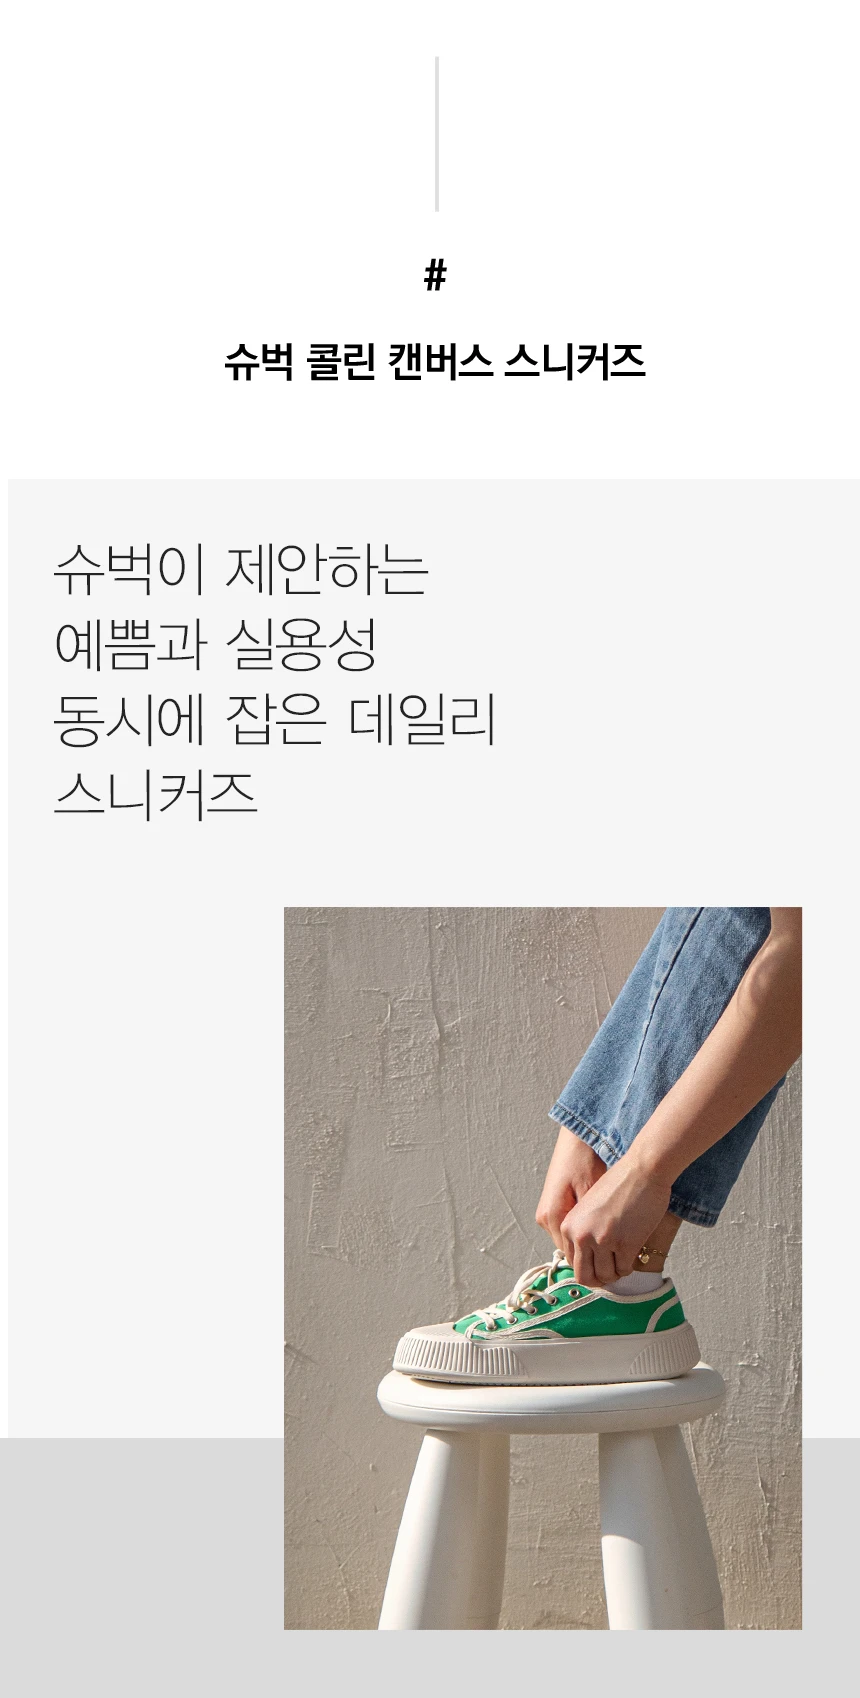 #
슈벅 콜린 캔버스 스니커즈
슈벅이 제안하는
예쁨과 실용성
동시에 잡은 데일리
스니커즈